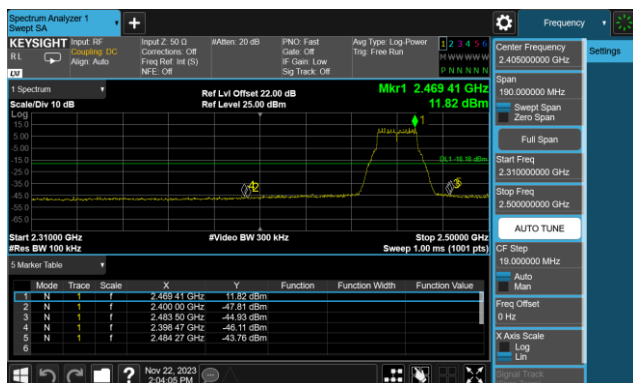 Spectrum Analyzer 1
Swept SA
Frequency
KEYSIGHT
Input: RF
Input Z: 50 Ω
#Atten: 20 dB
PNO: Fast
Avg Type: Log-Power
1 2 3 4 5 6
RL
Coupling: DC
Corrections: Off
Gate: Off
Trig: Free Run
M W W W W W
Align: Auto
Freq Ref: Int (S)
IF Gain: Low
NFE: Off
Sig Track: Off
P N N N N N
LXI
Center Frequency
2.405000000 GHz
Settings
1 Spectrum
Scale/Div 10 dB
Ref Lvl Offset 22.00 dB
Ref Level 25.00 dBm
Mkr1 2.469 41 GHz
11.82 dBm
Span
190.000000 MHz
Swept Span
Zero Span
Full Span
Log
15.0
5.00
-5.00
-15.0
-25.0
-35.0
-45.0
-55.0
-65.0
1
DL1 -18.18 dBm
Start Freq
2.310000000 GHz
Stop Freq
2.500000000 GHz
AUTO TUNE
Start 2.31000 GHz
#Video BW 300 kHz
Stop 2.50000 GHz
#Res BW 100 kHz
Sweep 1.00 ms (1001 pts)
CF Step
19.000000 MHz
Auto
Man
Freq Offset
0 Hz
X Axis Scale
Log
Lin
Signal Track
5 Marker Table
Mode Trace Scale X Y Function Function Width Function Value
1 N 1 f 2.469 41 GHz 11.82 dBm
2 N 1 f 2.400 00 GHz -47.81 dBm
3 N 1 f 2.483 50 GHz -44.93 dBm
4 N 1 f 2.398 47 GHz -46.11 dBm
5 N 1 f 2.484 27 GHz -43.76 dBm
6
Nov 22, 2023
2:04:05 PM